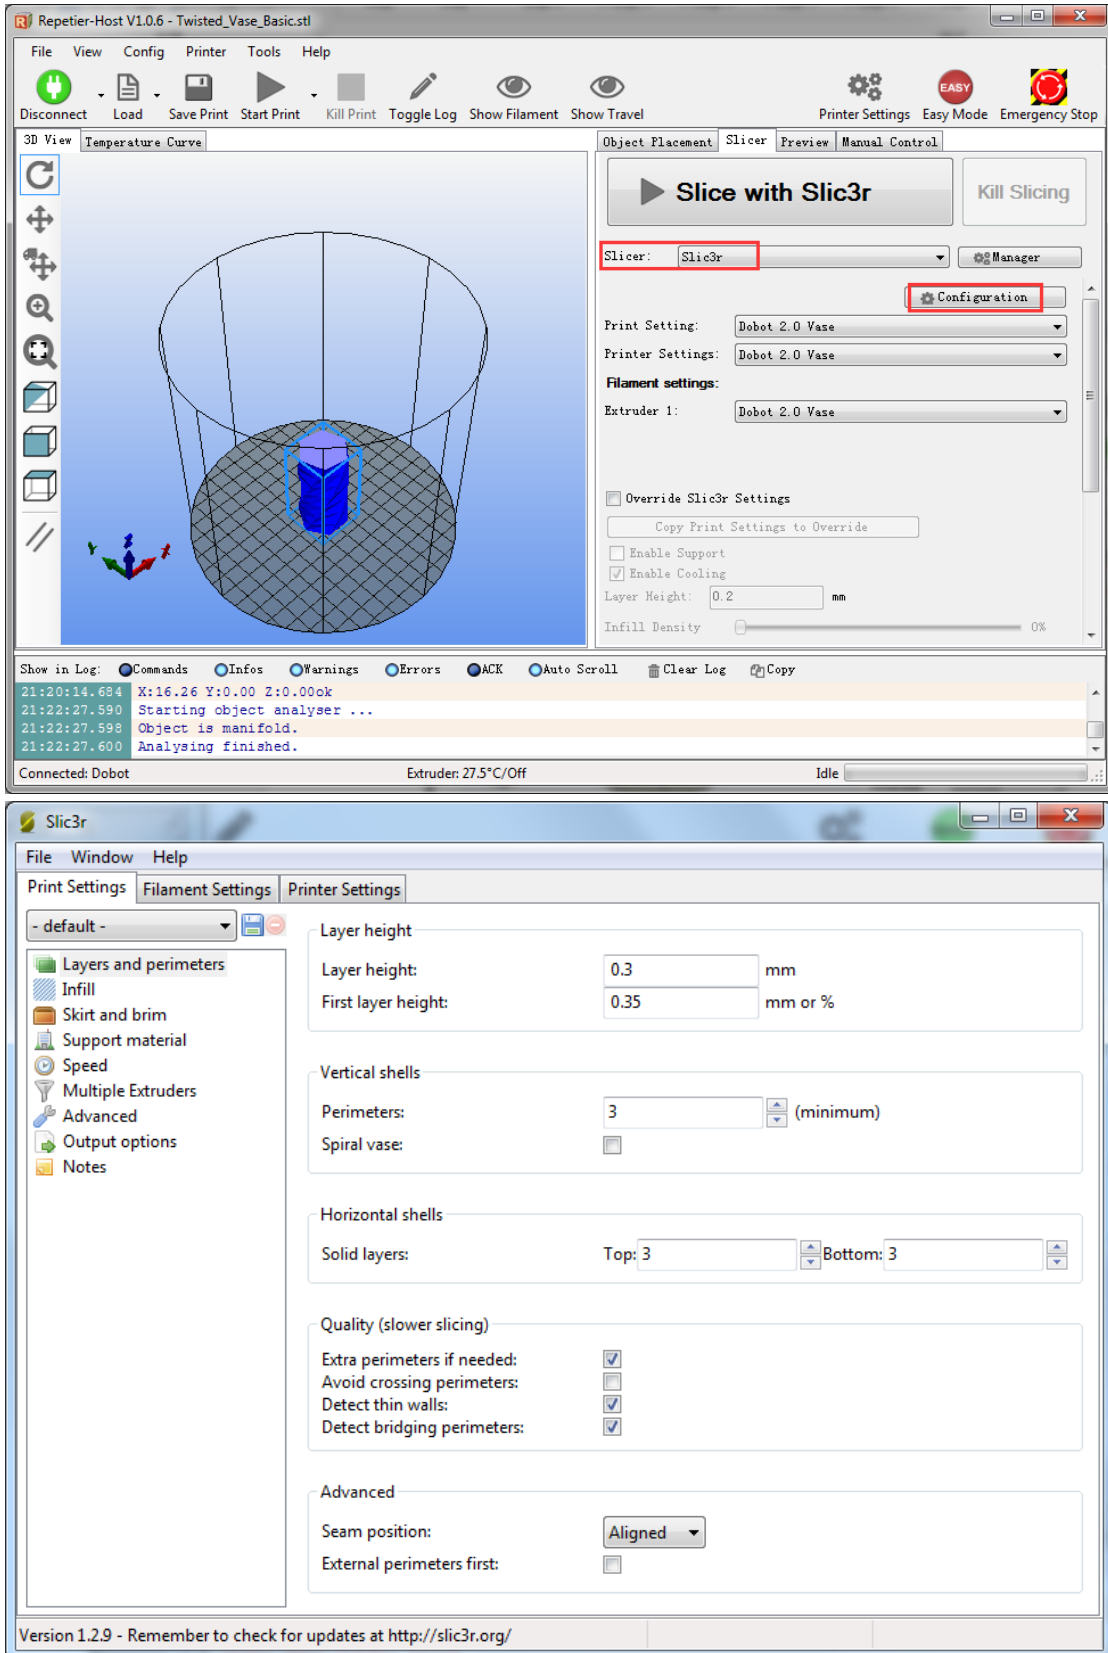 Repetier-Host V1.0.6 - Twisted_Vase_Basic.stl
File View Config Printer Tools Help
Disconnect Load Save Print Start Print Kill Print Toggle Log Show Filament Show Travel Printer Settings EASY Easy Mode Emergency Stop
3D View Temperature Curve Object Placement Slicer Preview Manual Control
Slice with Slic3r Kill Slicing
Slicer: Slic3r Manager
Configuration
Print Setting: Dobot 2.0 Vase
Printer Settings: Dobot 2.0 Vase
Filament settings:
Extruder 1: Dobot 2.0 Vase
Override Slic3r Settings
Copy Print Settings to Override
Enable Support
Enable Cooling
Layer Height: 0.2 mm
Infill Density 0%
Y Z X
Show in Log: Commands Infos Warnings Errors ACK Auto Scroll Clear Log Copy
21:20:14.684 X:16.26 Y:0.00 Z:0.00ok
21:22:27.590 Starting object analyser ...
21:22:27.598 Object is manifold.
21:22:27.600 Analysing finished.
Connected: Dobot Extruder: 27.5°C/Off Idle
Slic3r
File Window Help
Print Settings Filament Settings Printer Settings
- default -
Layers and perimeters
Infill
Skirt and brim
Support material
Speed
Multiple Extruders
Advanced
Output options
Notes
Layer height
Layer height: 0.3 mm
First layer height: 0.35 mm or %
Vertical shells
Perimeters: 3 (minimum)
Spiral vase:
Horizontal shells
Solid layers: Top: 3 Bottom: 3
Quality (slower slicing)
Extra perimeters if needed:
Avoid crossing perimeters:
Detect thin walls:
Detect bridging perimeters:
Advanced
Seam position: Aligned
External perimeters first:
Version 1.2.9 - Remember to check for updates at http://slic3r.org/